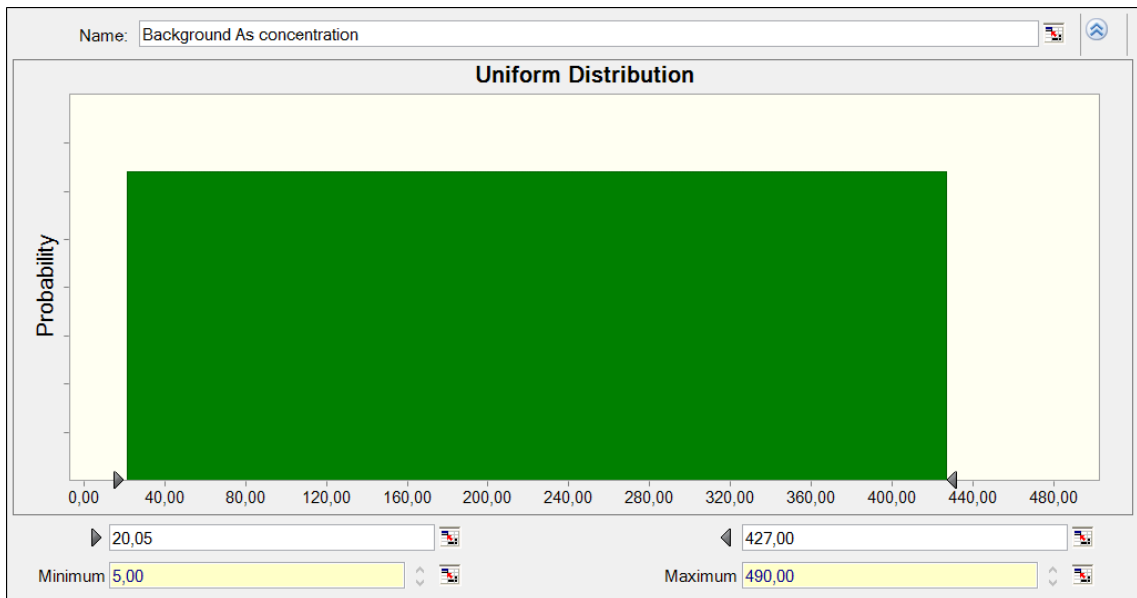 Name: Background As concentration
Uniform Distribution
Probability
0,00 40,00 80,00 120,00 160,00 200,00 240,00 280,00 320,00 360,00 400,00 440,00 480,00
20,05 427,00
Minimum 5,00 Maximum 490,00